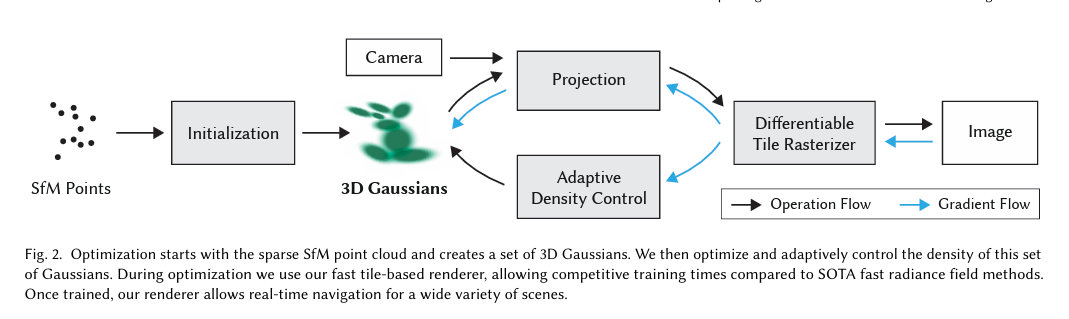 Camera
Projection
Initialization
Differentiable
Tile Rasterizer
Image
SfM Points
3D Gaussians
Adaptive
Density Control
Operation Flow
Gradient Flow
Fig. 2. Optimization starts with the sparse SfM point cloud and creates a set of 3D Gaussians. We then optimize and adaptively control the density of this set
of Gaussians. During optimization we use our fast tile-based renderer, allowing competitive training times compared to SOTA fast radiance field methods.
Once trained, our renderer allows real-time navigation for a wide variety of scenes.